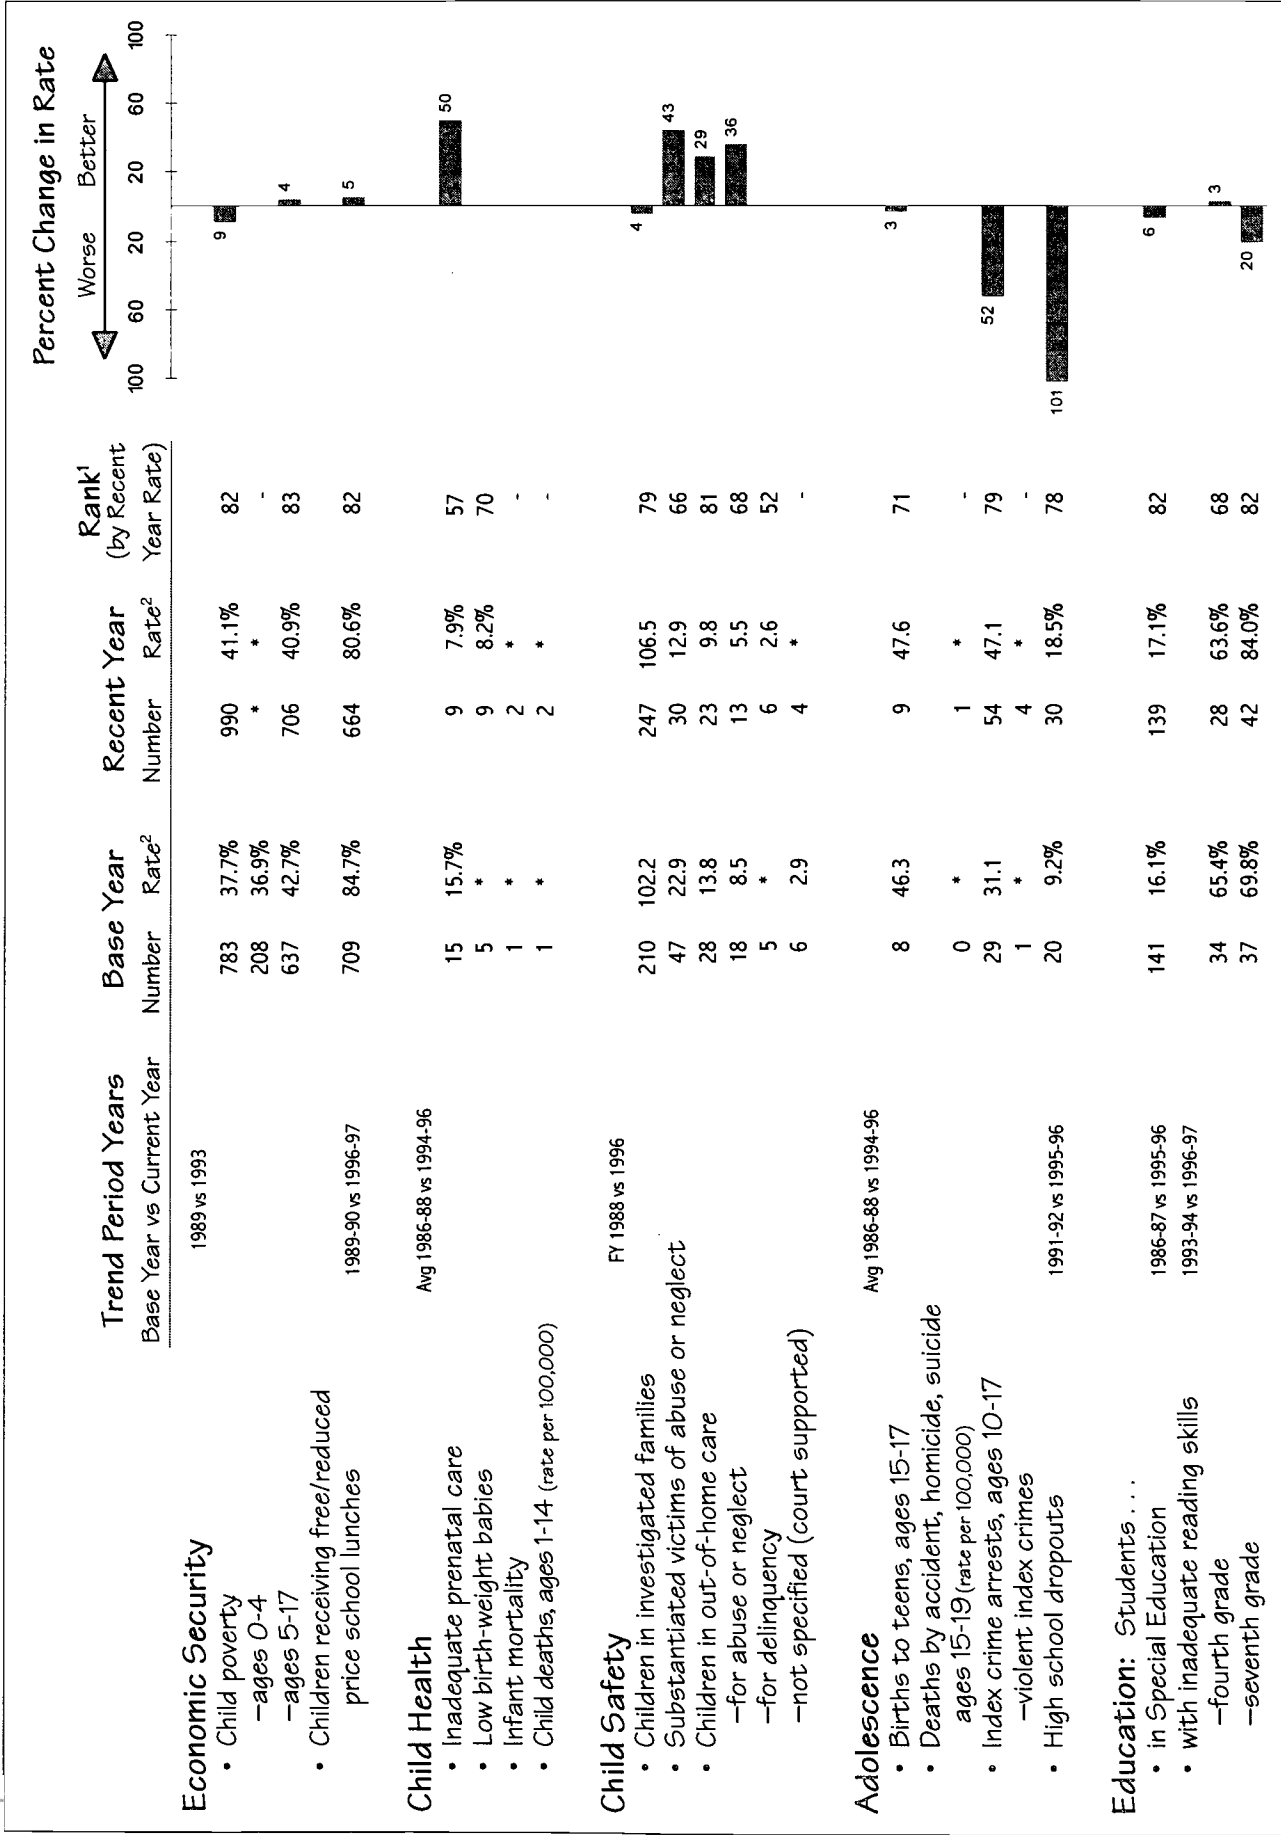 Percent Change in Rate
Worse Better
100 60 20 20 60 100
Trend Period Years Base Year Recent Year Rank¹
(by Recent
Base Year vs Current Year Number Rate² Number Rate² Year Rate)
Economic Security 1989 vs 1993
• Child poverty 783 37.7% 990 41.1% 82 9
–ages 0-4 208 36.9% * * -
–ages 5-17 637 42.7% 706 40.9% 83 4
• Children receiving free/reduced
price school lunches 1989-90 vs 1996-97 709 84.7% 664 80.6% 82 5
Child Health Avg 1986-88 vs 1994-96
• Inadequate prenatal care 15 15.7% 9 7.9% 57 50
• Low birth-weight babies 5 * 9 8.2% 70
• Infant mortality 1 * 2 * -
• Child deaths, ages 1-14 (rate per 100,000) 1 * 2 * -
Child Safety FY 1988 vs 1996
• Children in investigated families 210 102.2 247 106.5 79 4
• Substantiated victims of abuse or neglect 47 22.9 30 12.9 66 43
• Children in out-of-home care 28 13.8 23 9.8 81 29
–for abuse or neglect 18 8.5 13 5.5 68 36
–for delinquency 5 * 6 2.6 52
–not specified (court supported) 6 2.9 4 * -
Adolescence Avg 1986-88 vs 1994-96
• Births to teens, ages 15-17 8 46.3 9 47.6 71 3
• Deaths by accident, homicide, suicide
ages 15-19 (rate per 100,000) 0 * 1 * -
• Index crime arrests, ages 10-17 29 31.1 54 47.1 79 52
–violent index crimes 1 * 4 * -
• High school dropouts 1991-92 vs 1995-96 20 9.2% 30 18.5% 78 101
Education: Students . . . .
• in Special Education 1986-87 vs 1995-96 141 16.1% 139 17.1% 82 6
• with inadequate reading skills 1993-94 vs 1996-97
–fourth grade 34 65.4% 28 63.6% 68 3
–seventh grade 37 69.8% 42 84.0% 82 20